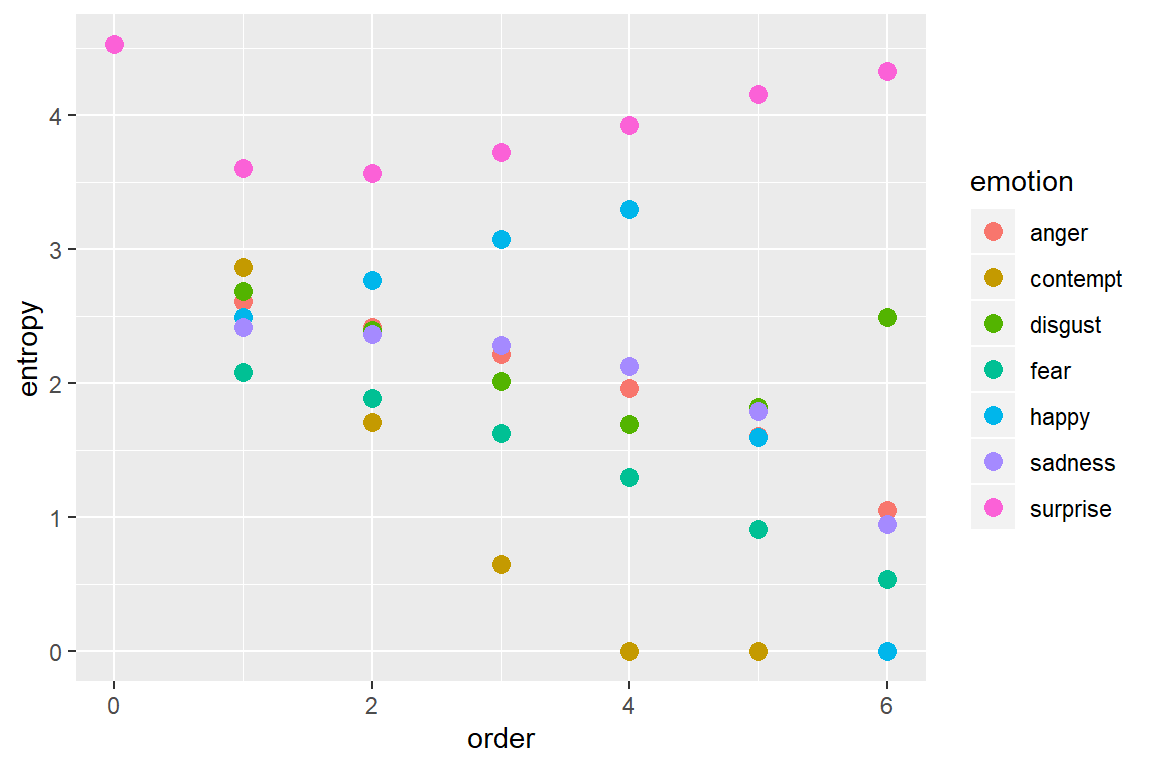 4
3
2
1
0
entropy
0 2 4 6
order
emotion
anger
contempt
disgust
fear
happy
sadness
surprise